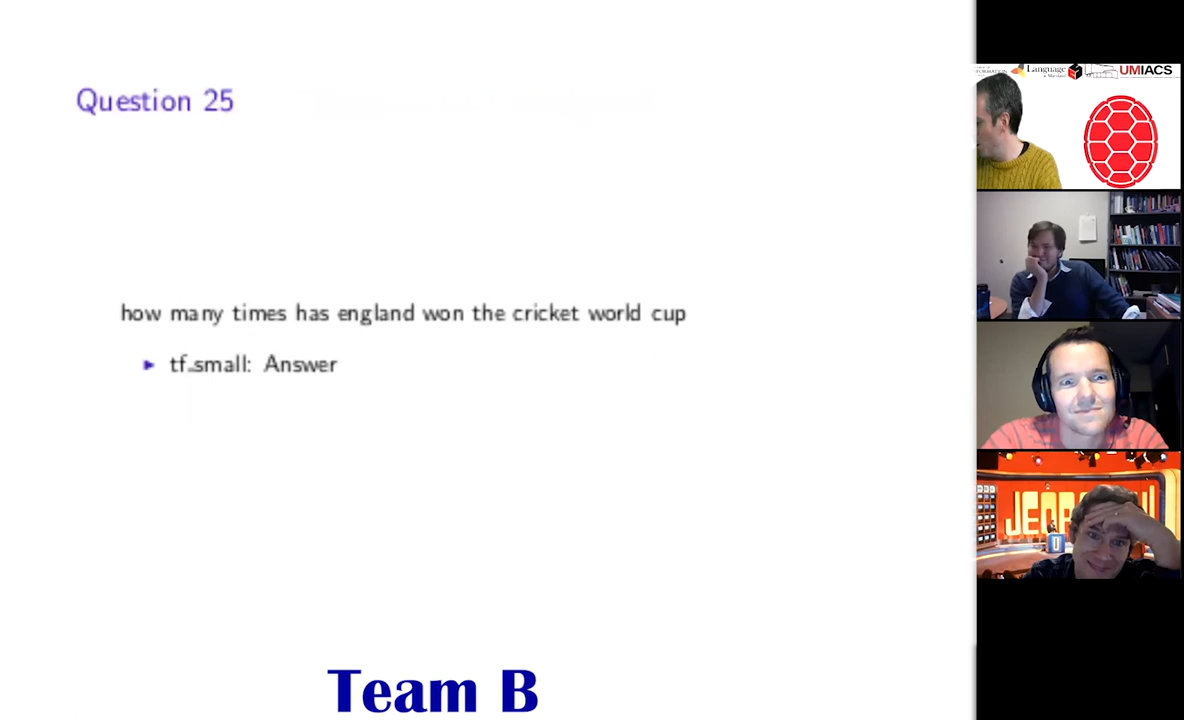 Question 25
how many times has england won the cricket world cup
tf_small: Answer
Team B
Language
UMIACS